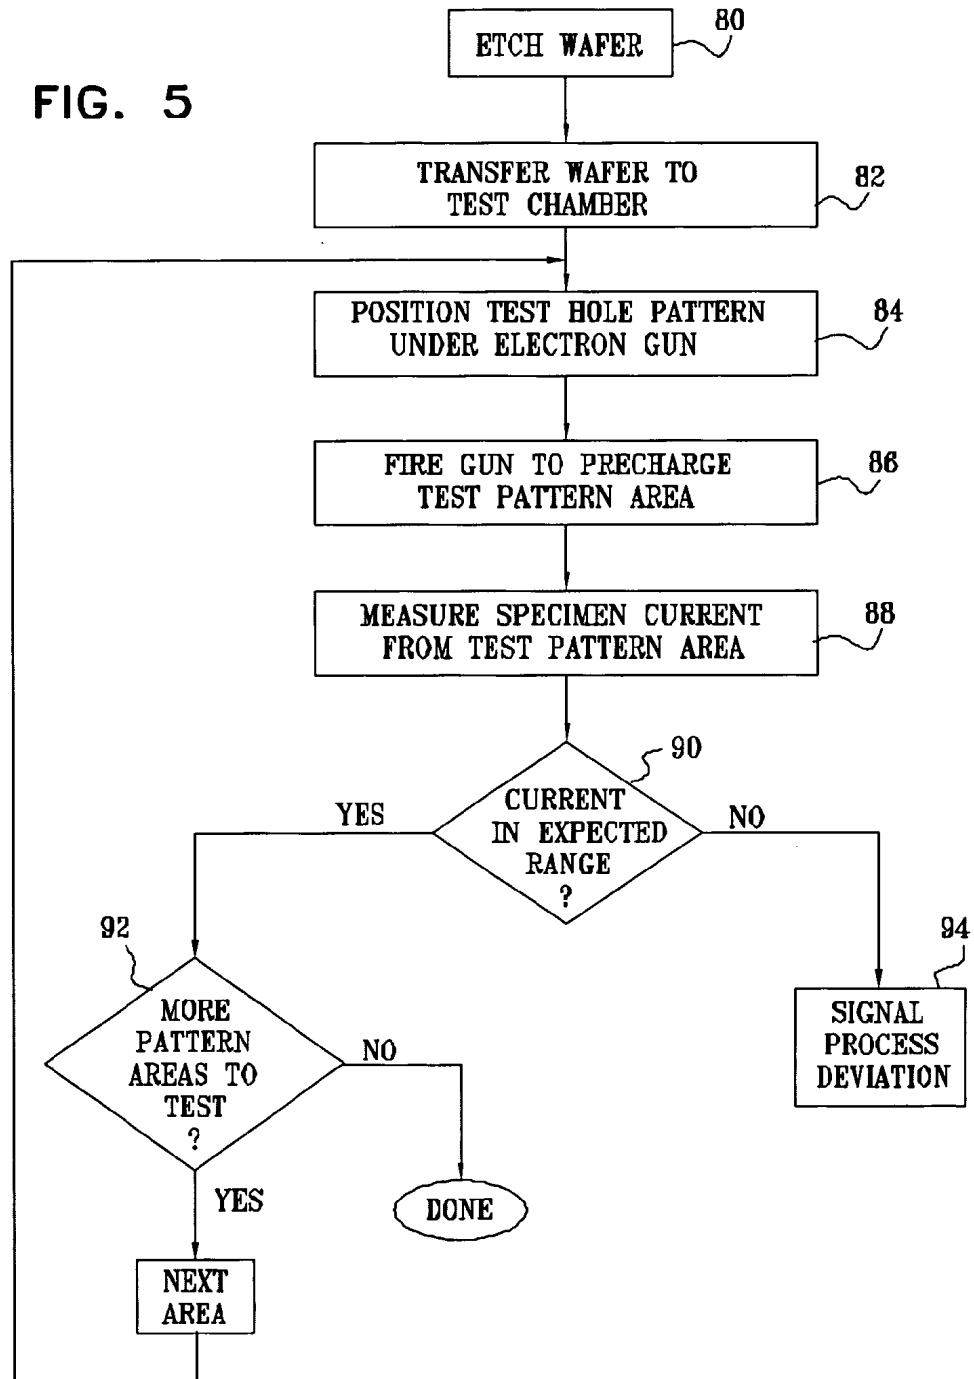 80
ETCH WAFER
FIG. 5
TRANSFER WAFER TO
TEST CHAMBER
82
POSITION TEST HOLE PATTERN
UNDER ELECTRON GUN
84
FIRE GUN TO PRECHARGE
TEST PATTERN AREA
86
MEASURE SPECIMEN CURRENT
FROM TEST PATTERN AREA
88
90
CURRENT
IN EXPECTED
RANGE
?
YES
NO
92
MORE
PATTERN
AREAS TO
TEST
?
NO
94
SIGNAL
PROCESS
DEVIATION
YES
DONE
NEXT
AREA